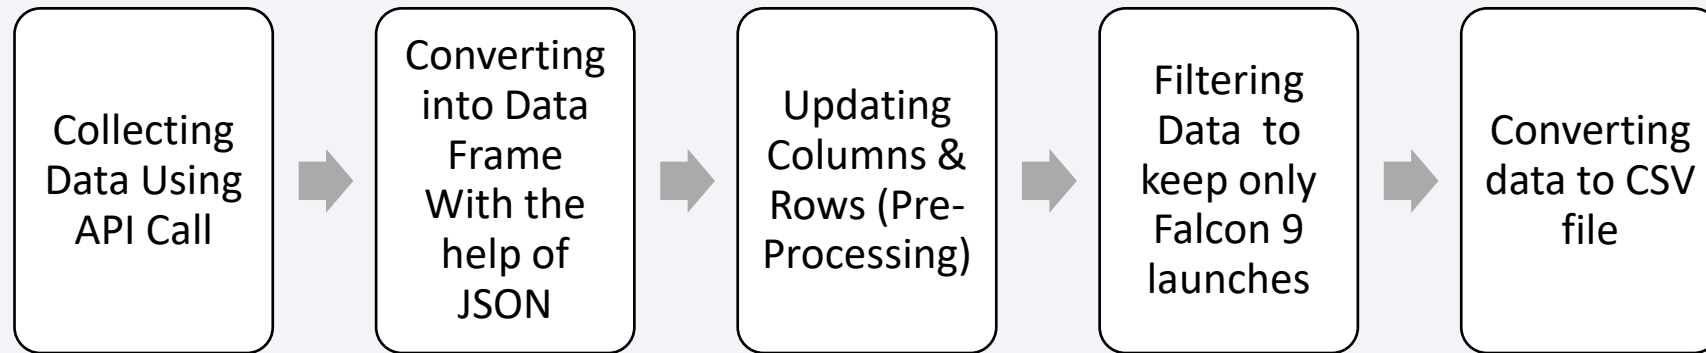 Collecting
Data Using
API Call
Converting
into Data
Frame
With the
help of
JSON
Updating
Columns &
Rows (Pre-
Processing)
Filtering
Data  to
keep only
Falcon 9
launches
Converting
data to CSV
file